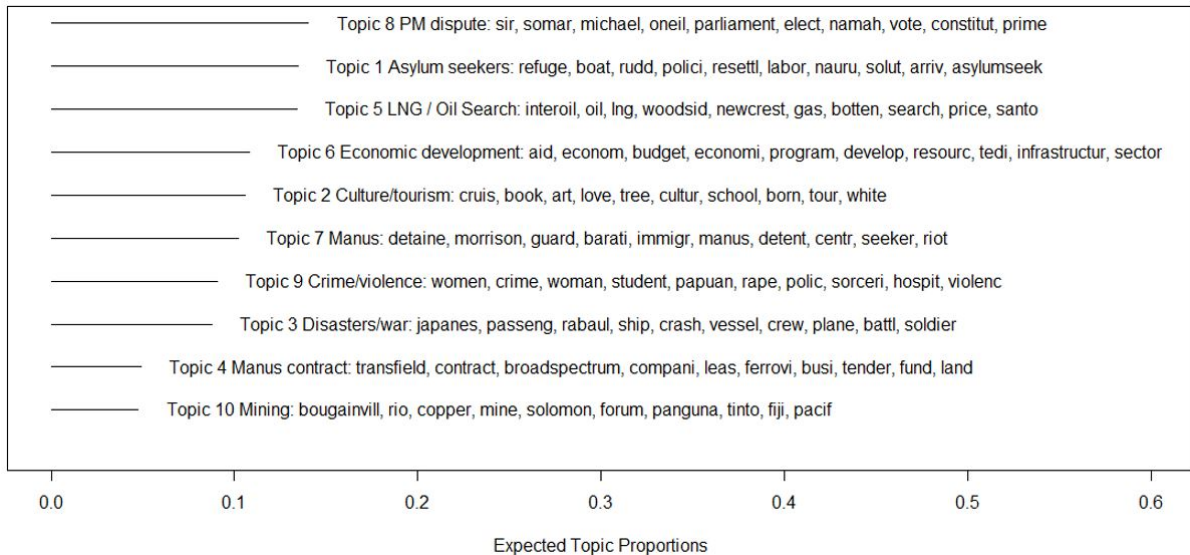 Topic 8 PM dispute: sir, somar, michael, oneil, parliament, elect, namah, vote, constitut, prime
Topic 1 Asylum seekers: refuge, boat, rudd, polici, resettl, labor, nauru, solut, arriv, asylumseek
Topic 5 LNG / Oil Search: interoil, oil, lng, woodsid, newcrest, gas, botten, search, price, santo
Topic 6 Economic development: aid, econom, budget, economi, program, develop, resourc, tedi, infrastructur, sector
Topic 2 Culture/tourism: cruis, book, art, love, tree, cultur, school, born, tour, white
Topic 7 Manus: detaine, morrison, guard, barati, immigr, manus, detent, centr, seeker, riot
Topic 9 Crime/violence: women, crime, woman, student, papuan, rape, polic, sorceri, hospit, violenc
Topic 3 Disasters/war: japanes, passeng, rabaul, ship, crash, vessel, crew, plane, battl, soldier
Topic 4 Manus contract: transfield, contract, broadspectrum, compani, leas, ferrovi, busi, tender, fund, land
Topic 10 Mining: bougainvill, rio, copper, mine, solomon, forum, panguna, tinto, fiji, pacif
0.0 0.1 0.2 0.3 0.4 0.5 0.6
Expected Topic Proportions